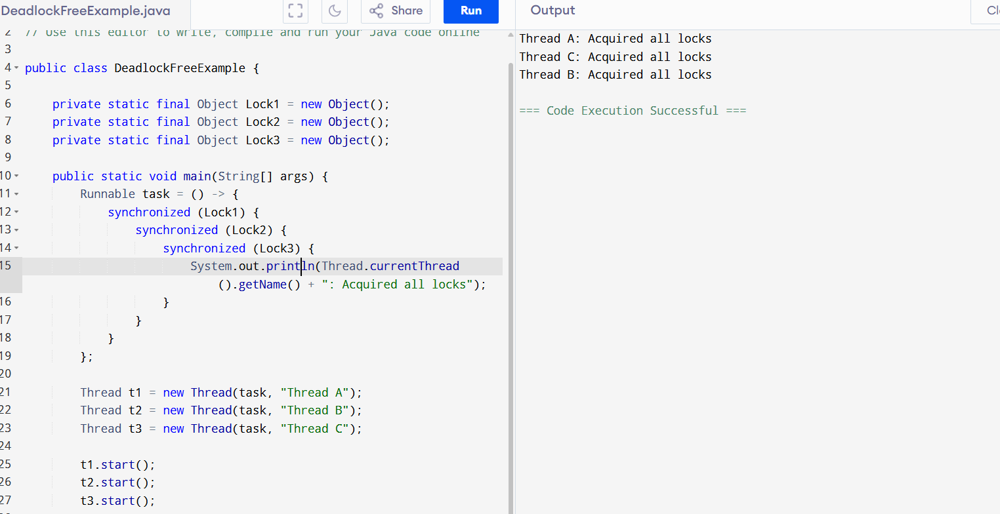 DeadlockFreeExample.java
Share
Run
Output
2 // Use this editor to write, compile and run your Java code online
3
4 public class DeadlockFreeExample {
5
6     private static final Object Lock1 = new Object();
7     private static final Object Lock2 = new Object();
8     private static final Object Lock3 = new Object();
9
10     public static void main(String[] args) {
11         Runnable task = () -> {
12             synchronized (Lock1) {
13                 synchronized (Lock2) {
14                     synchronized (Lock3) {
15                         System.out.println(Thread.currentThread
().getName() + ": Acquired all locks");
16                     }
17                 }
18             }
19         };
20
21         Thread t1 = new Thread(task, "Thread A");
22         Thread t2 = new Thread(task, "Thread B");
23         Thread t3 = new Thread(task, "Thread C");
24
25         t1.start();
26         t2.start();
27         t3.start();
Thread A: Acquired all locks
Thread C: Acquired all locks
Thread B: Acquired all locks
=== Code Execution Successful ===